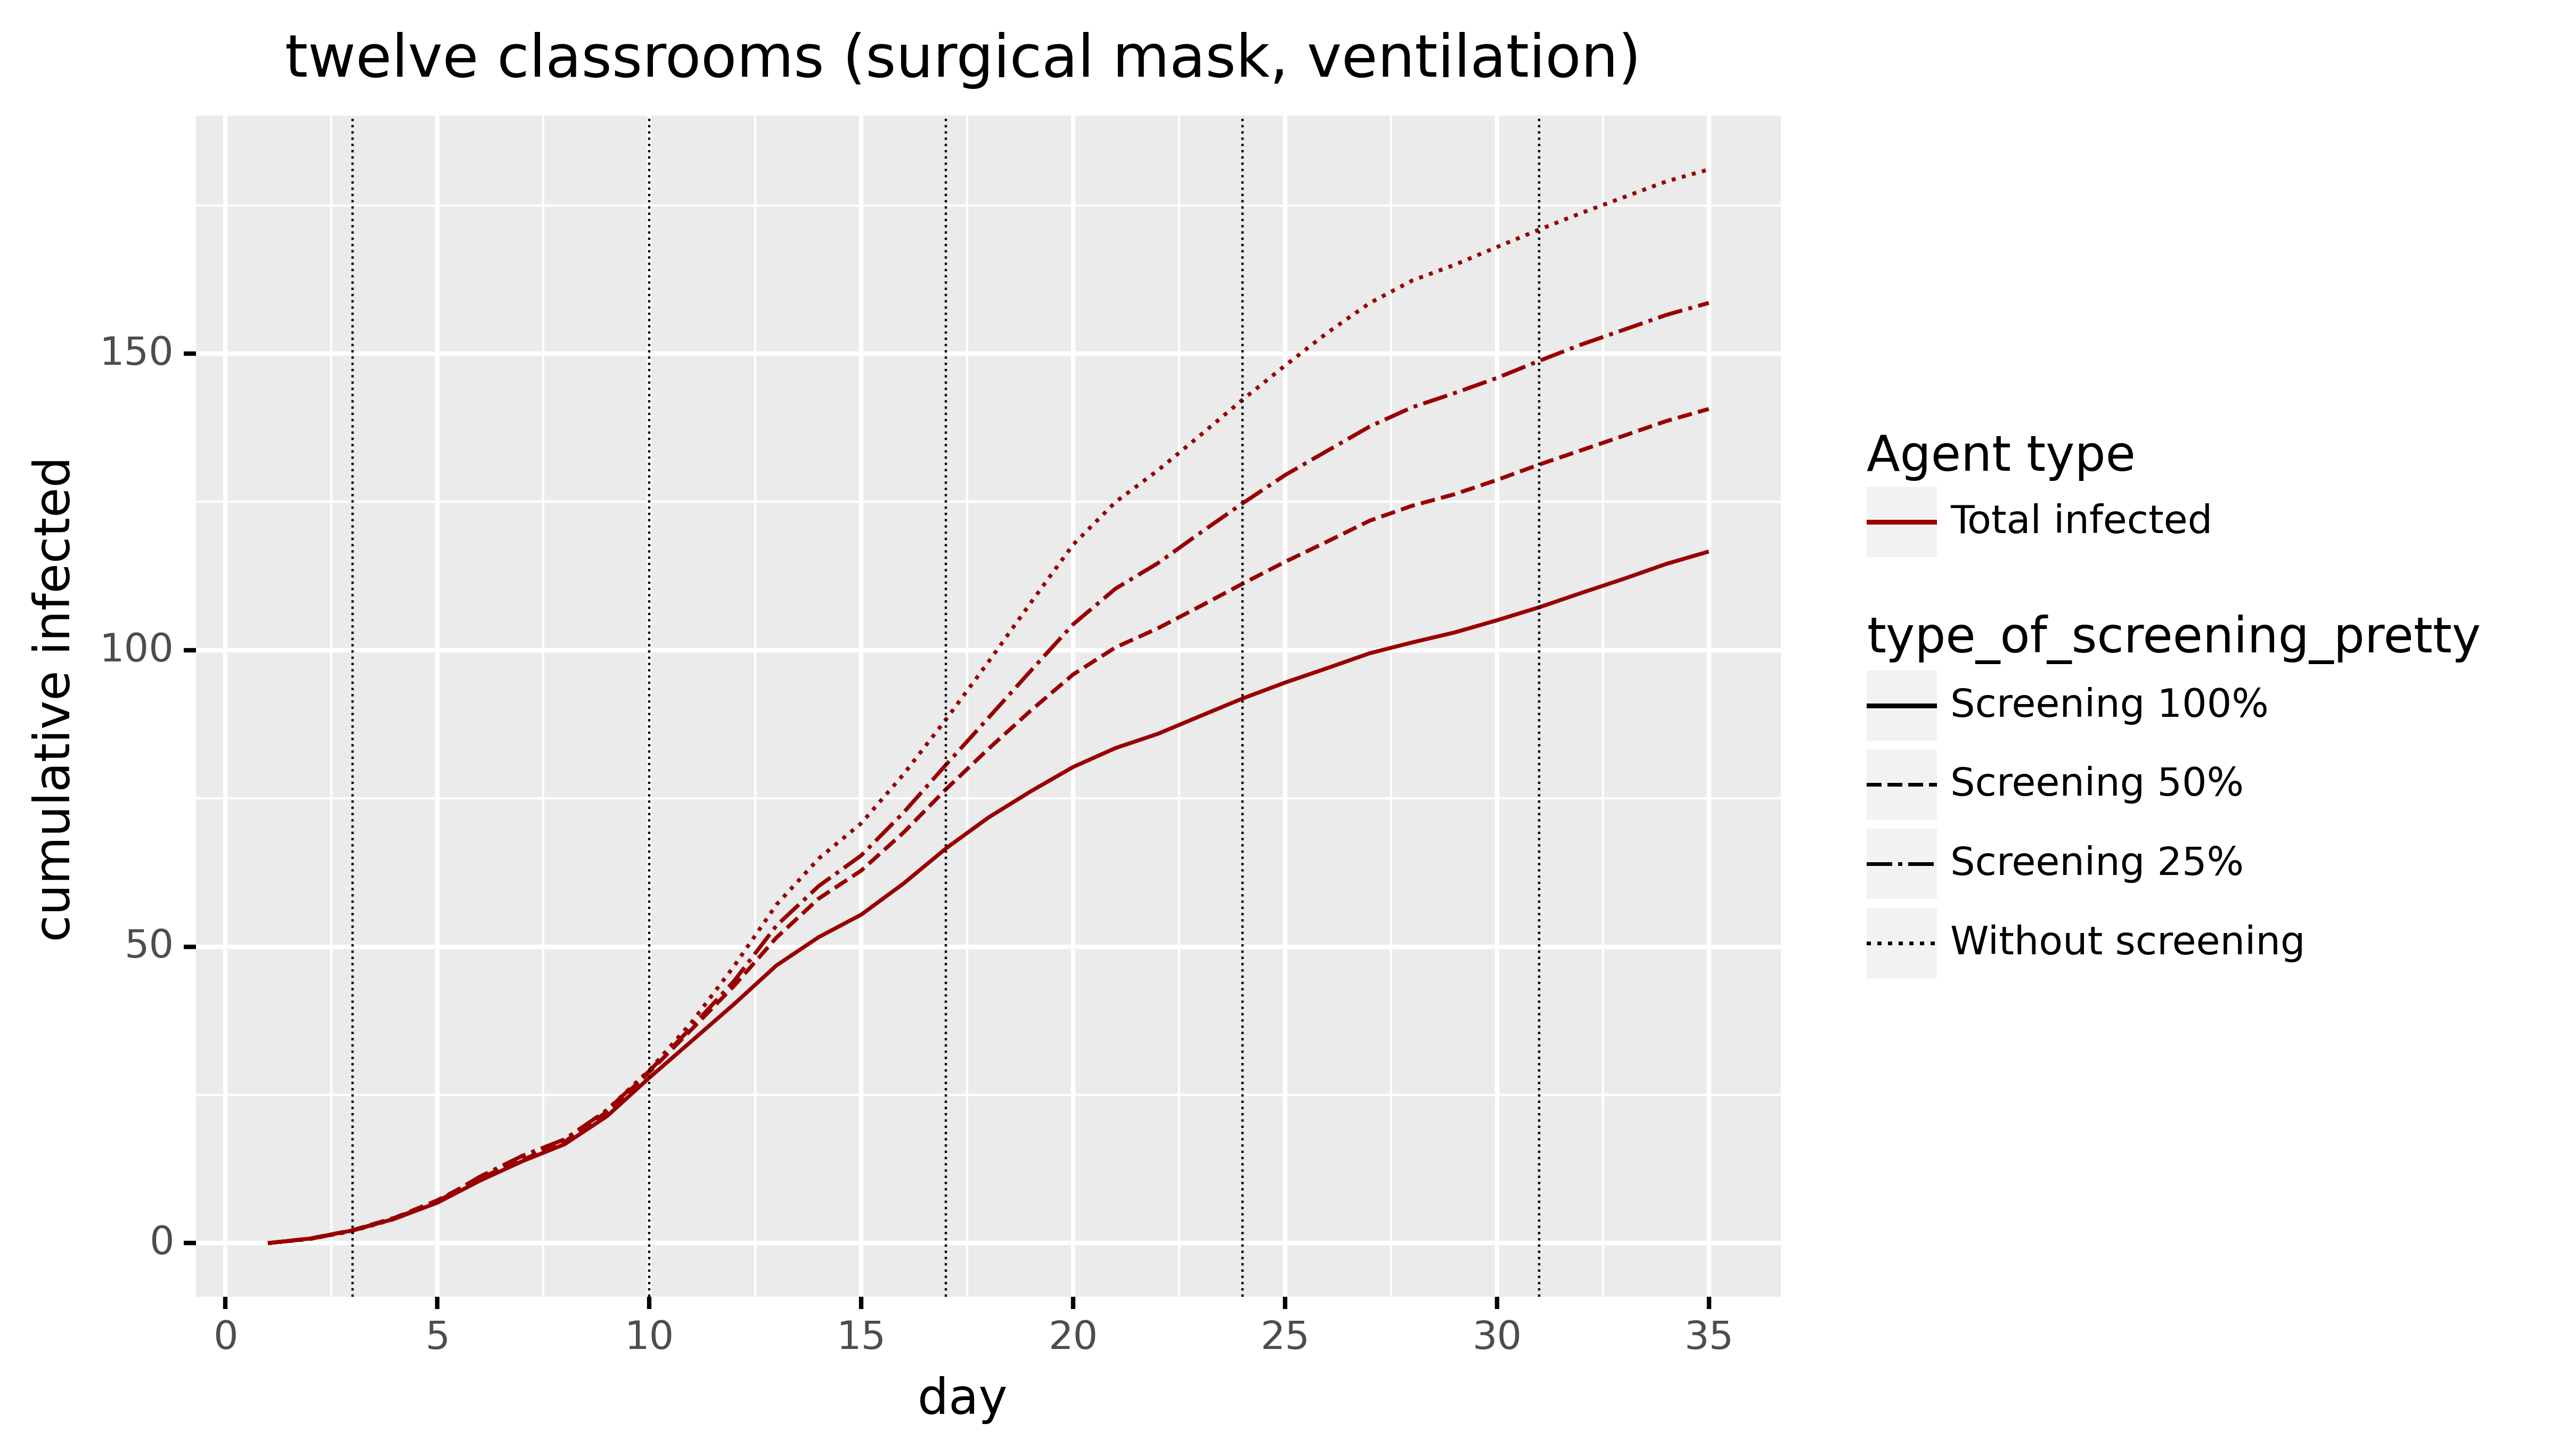 twelve classrooms (surgical mask, ventilation)
cumulative infected
150
100
50
0
0 5 10 15 20 25 30 35
day
Agent type
Total infected
type_of_screening_pretty
Screening 100%
Screening 50%
Screening 25%
Without screening